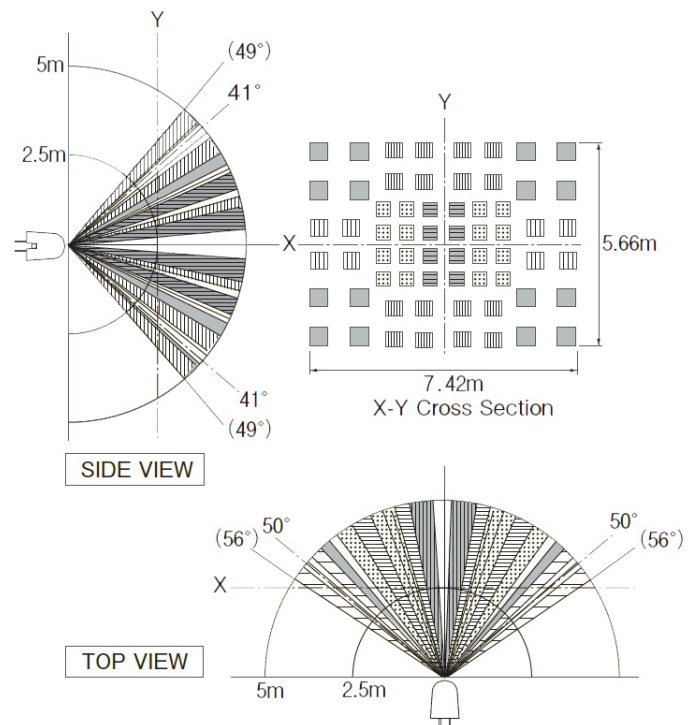 Y
(49°)
5m
41°
2.5m
41°
(49°)
SIDE VIEW
Y
X
5.66m
7.42m
X-Y Cross Section
50°
(56°)
50°
(56°)
X
TOP VIEW
5m
2.5m